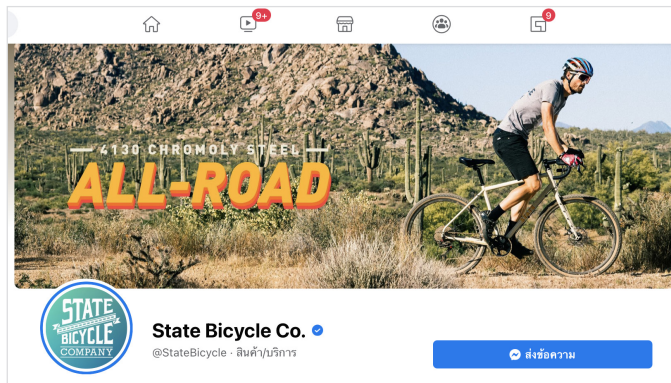 9+
9
4130 CHROMOLY STEEL
ALL-ROAD
STATE
BICYCLE
COMPANY
State Bicycle Co.
@StateBicycle · สินค้า/บริการ
ส่งข้อความ